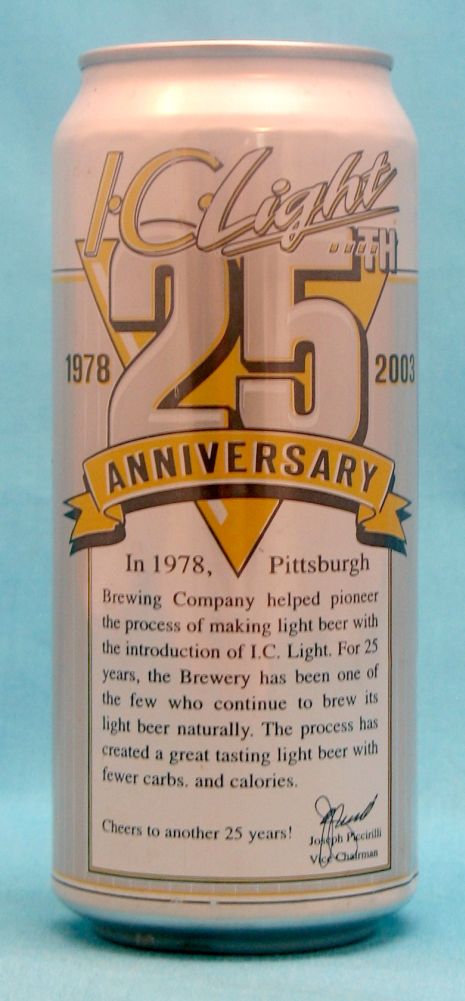 I.C. Light
25TH
1978 2003
ANNIVERSARY
In 1978, Pittsburgh
Brewing Company helped pioneer
the process of making light beer with
the introduction of I.C. Light. For 25
years, the Brewery has been one of
the few who continue to brew its
light beer naturally. The process has
created a great tasting light beer with
fewer carbs. and calories.
Cheers to another 25 years!
Joseph Piccirilli
Vice Chairman